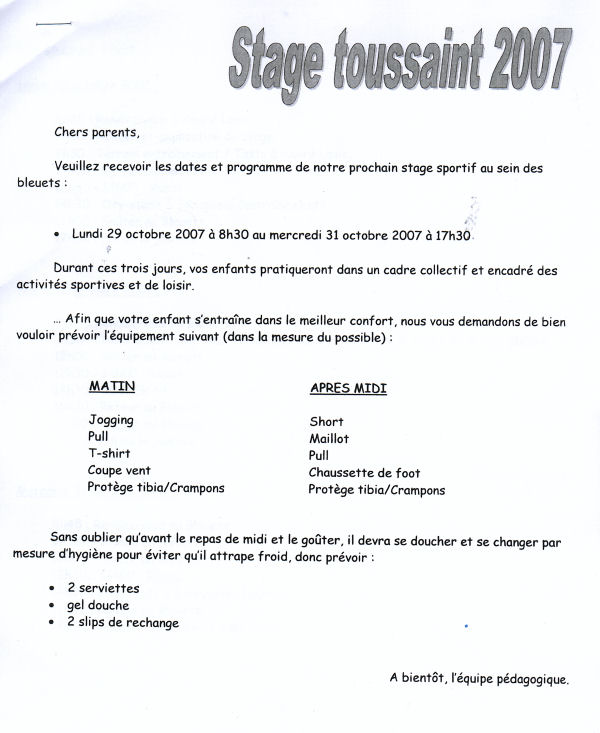 Stage toussaint 2007
Chers parents,
Veuillez recevoir les dates et programme de notre prochain stage sportif au sein des
bleuets :
• Lundi 29 octobre 2007 à 8h30 au mercredi 31 octobre 2007 à 17h30.
Durant ces trois jours, vos enfants pratiqueront dans un cadre collectif et encadré des
activités sportives et de loisir.
... Afin que votre enfant s'entraîne dans le meilleur confort, nous vous demandons de bien
vouloir prévoir l'équipement suivant (dans la mesure du possible) :
MATIN
Jogging
Pull
T-shirt
Coupe vent
Protège tibia/Crampons
APRES MIDI
Short
Maillot
Pull
Chaussette de foot
Protège tibia/Crampons
Sans oublier qu'avant le repas de midi et le goûter, il devra se doucher et se changer par
mesure d'hygiène pour éviter qu'il attrape froid, donc prévoir :
• 2 serviettes
• gel douche
• 2 slips de rechange
A bientôt, l'équipe pédagogique.